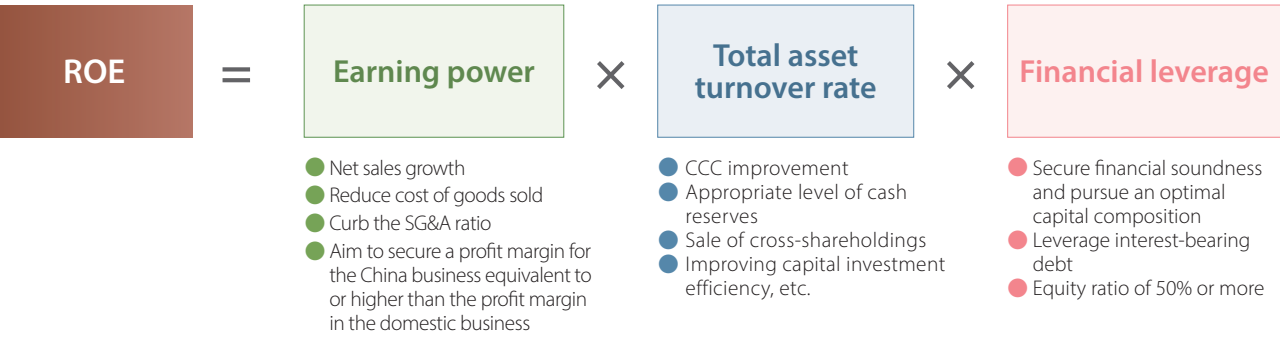 ROE
=
Earning power
×
Total asset
turnover rate
×
Financial leverage
● Net sales growth
● Reduce cost of goods sold
● Curb the SG&A ratio
● Aim to secure a profit margin for
the China business equivalent to
or higher than the profit margin
in the domestic business
● CCC improvement
● Appropriate level of cash
reserves
● Sale of cross-shareholdings
● Improving capital investment
efficiency, etc.
● Secure financial soundness
and pursue an optimal
capital composition
● Leverage interest-bearing
debt
● Equity ratio of 50% or more